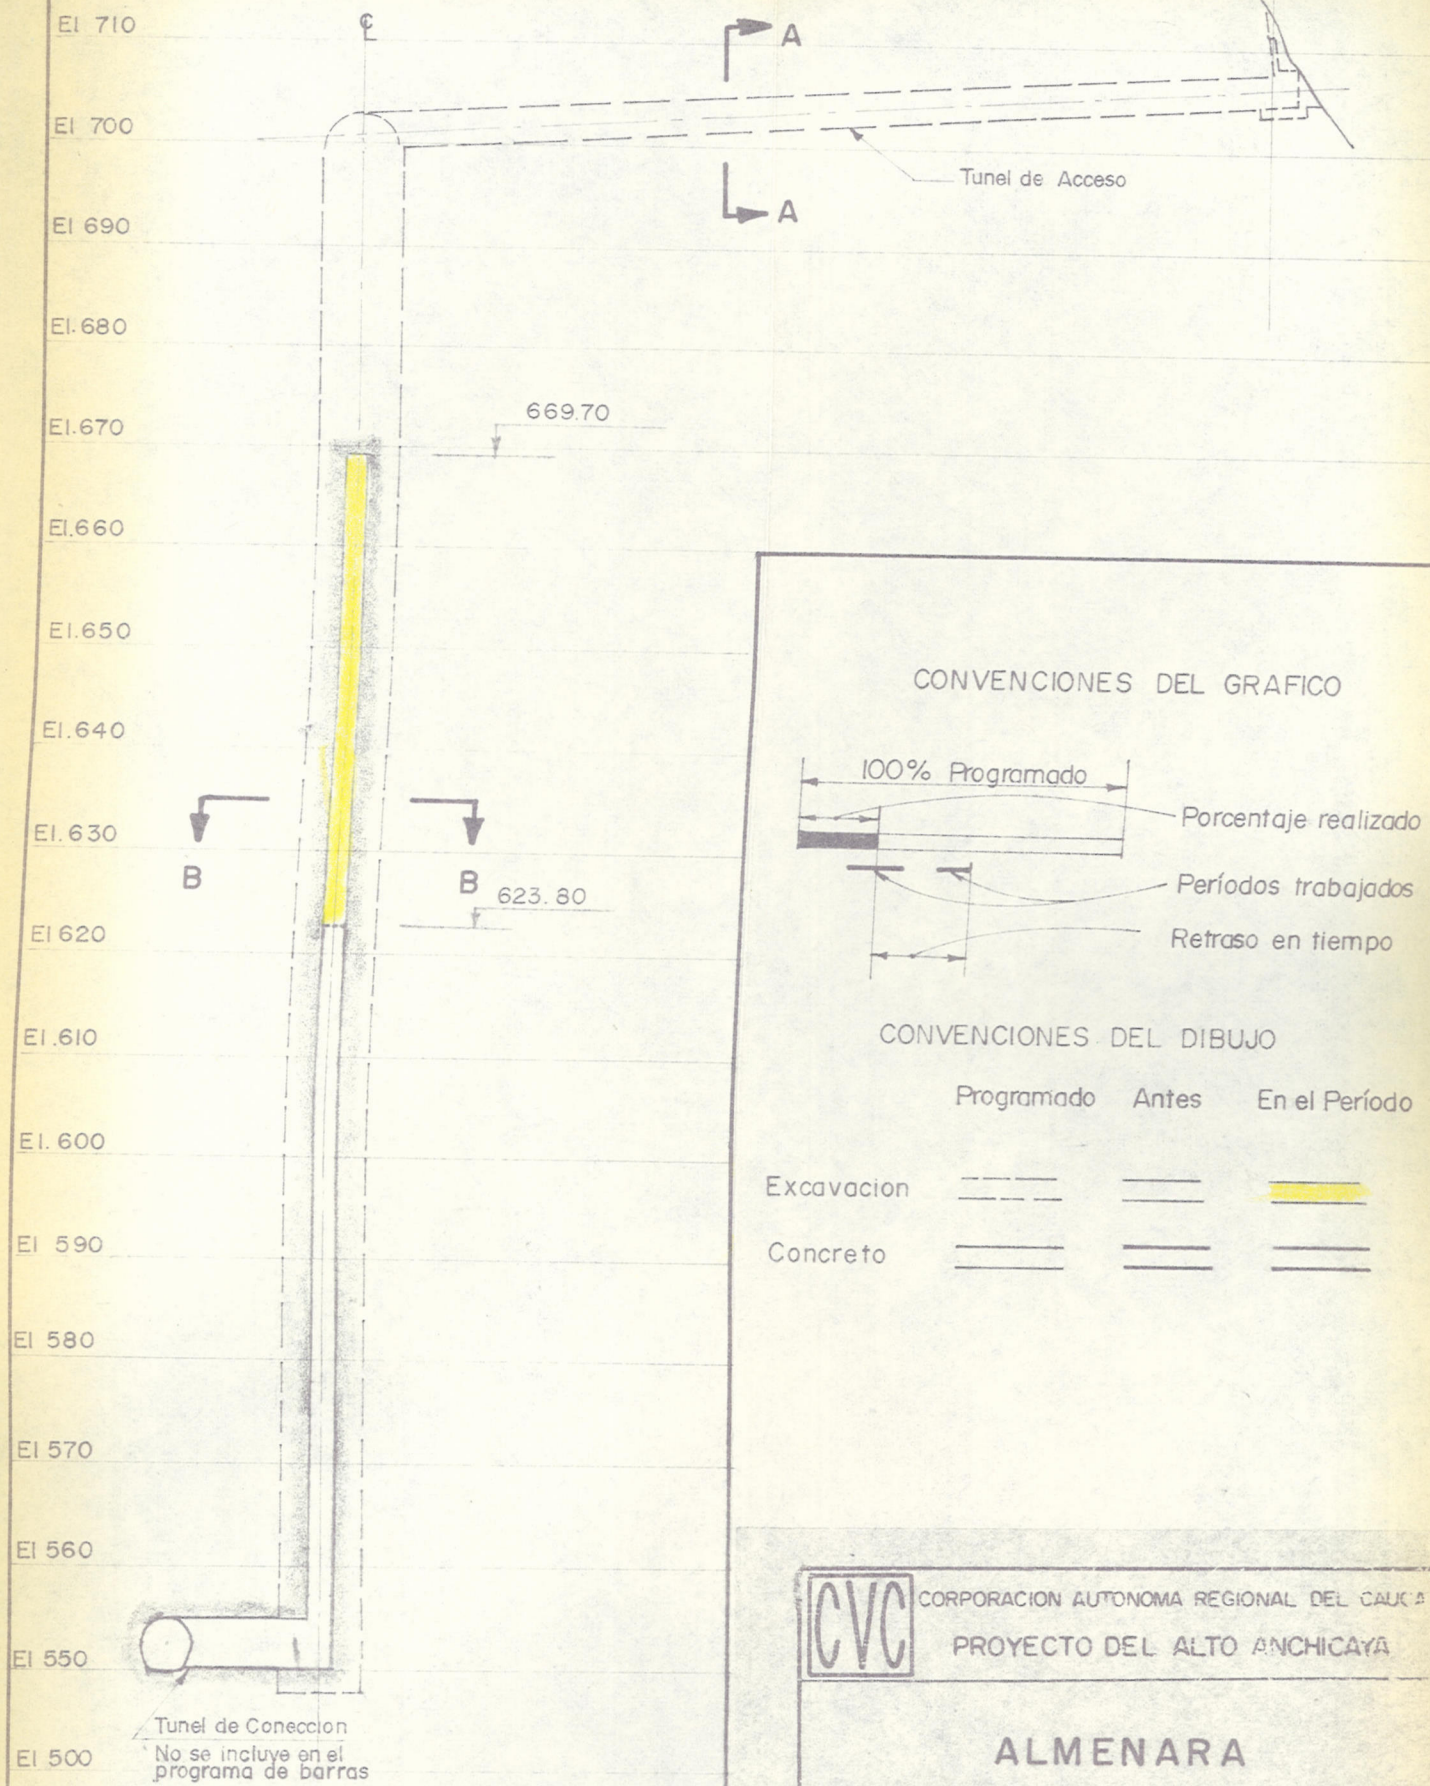 El 710
℄
A
El 700
Tunel de Acceso
A
El 690
El.680
669.70
El.670
El.660
El.650
CONVENCIONES DEL GRAFICO
El.640
100% Programado
Porcentaje realizado
El.630
B
B
623.80
Períodos trabajados
El 620
Retraso en tiempo
El.610
CONVENCIONES DEL DIBUJO
Programado Antes En el Período
El.600
Excavacion
El 590
Concreto
El 580
El 570
El 560
CVC
CORPORACION AUTONOMA REGIONAL DEL CAUCA
PROYECTO DEL ALTO ANCHICAYA
El 550
Tunel de Coneccion
No se incluye en el
programa de barras
El 500
ALMENARA